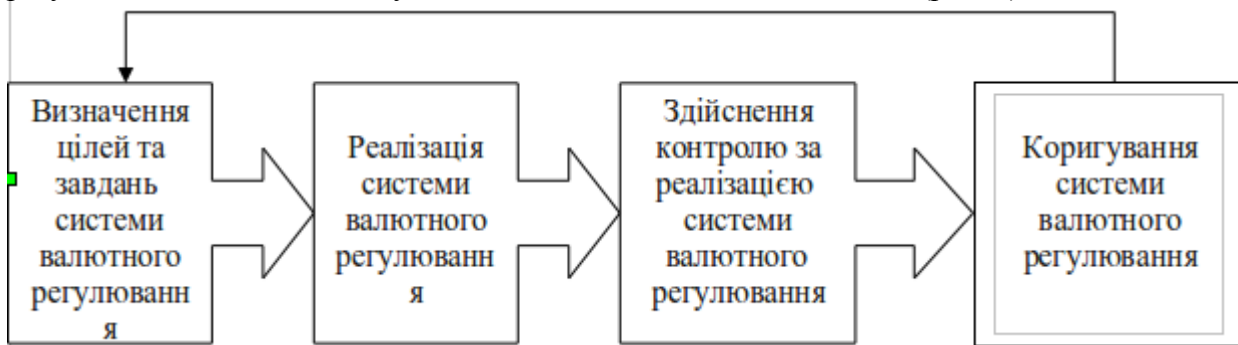 Визначення
цілей та
завдань
системи
валютного
регулюванн
я
Реалізація
системи
валютного
регулюванн
я
Здійснення
контролю за
реалізацією
системи
валютного
регулювання
Коригування
системи
валютного
регулювання